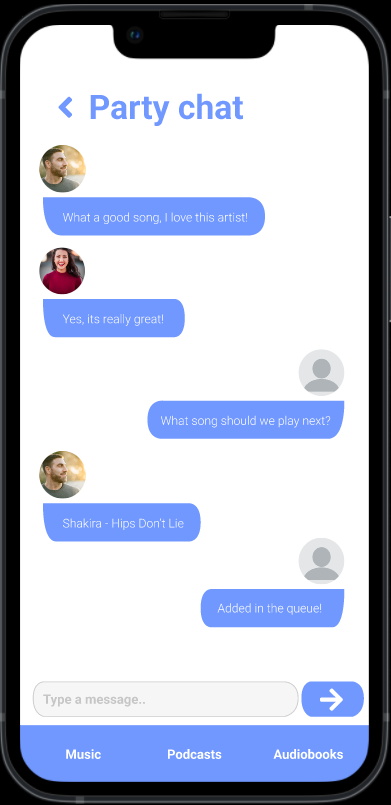 Party chat
What a good song, I love this artist!
Yes, its really great!
What song should we play next?
Shakira - Hips Don't Lie
Added in the queue!
Type a message..
Music Podcasts Audiobooks